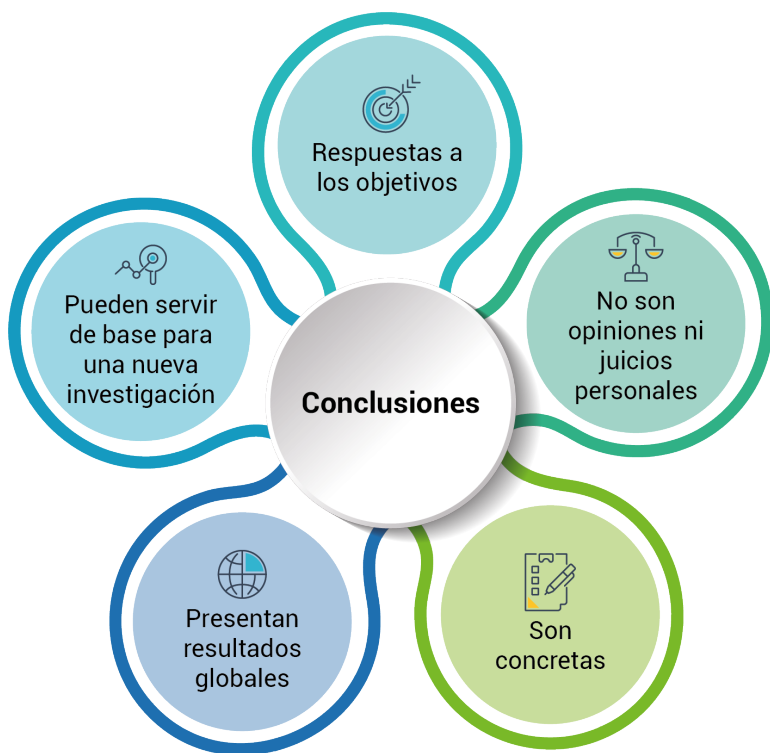 Respuestas a
los objetivos
No son
opiniones ni
juicios
personales
Son
concretas
Presentan
resultados
globales
Pueden servir
de base para
una nueva
investigación
Conclusiones